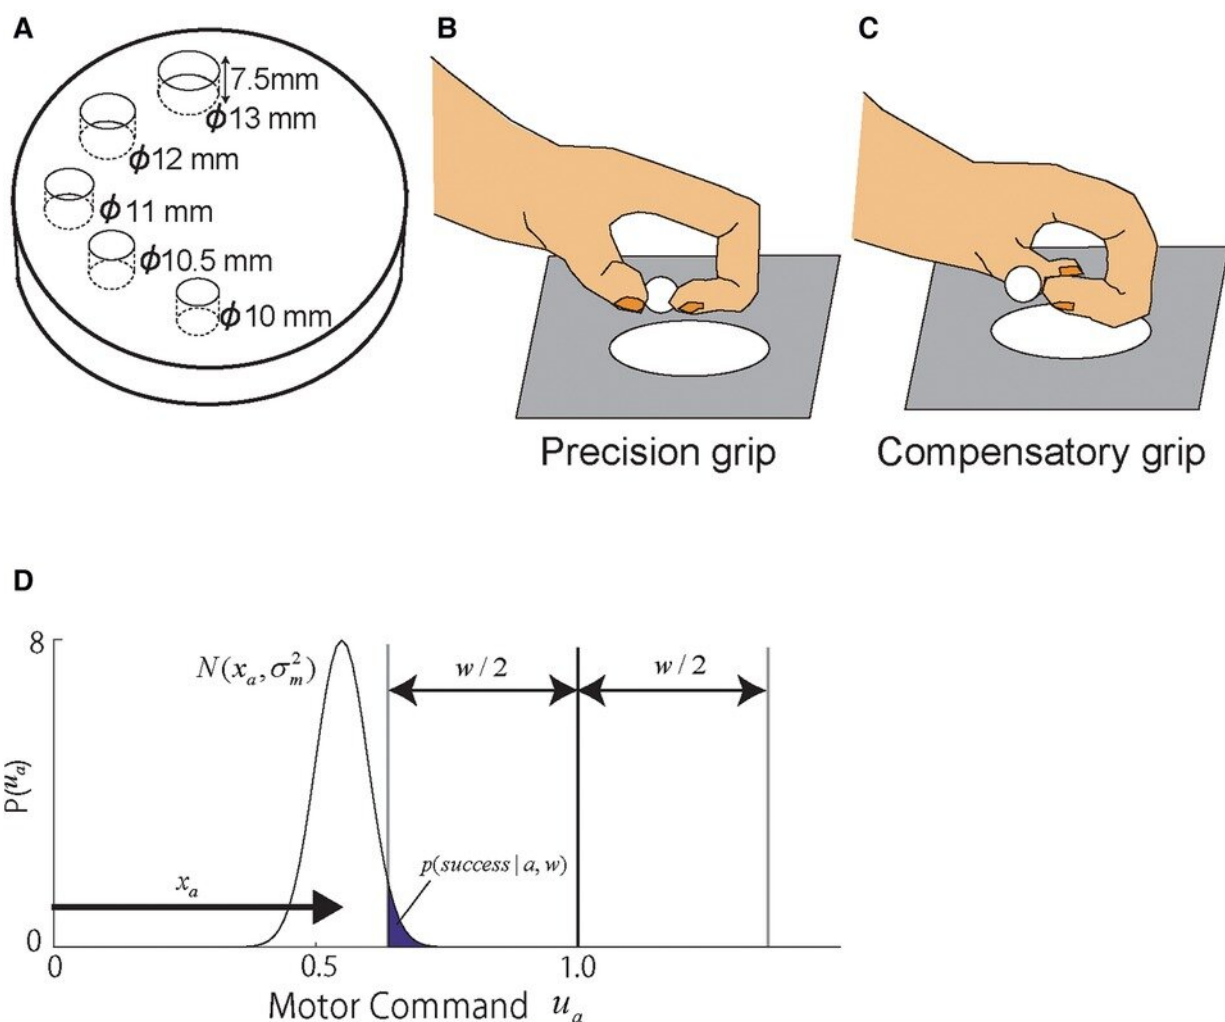 A
7.5mm
ϕ13 mm
ϕ12 mm
ϕ11 mm
ϕ10.5 mm
ϕ10 mm
B
Precision grip
C
Compensatory grip
D
8
N(x_a, σ_m^2)
w / 2
w / 2
P(u_a)
p(success | a, w)
x_a
0
0
0.5
1.0
Motor Command u_a